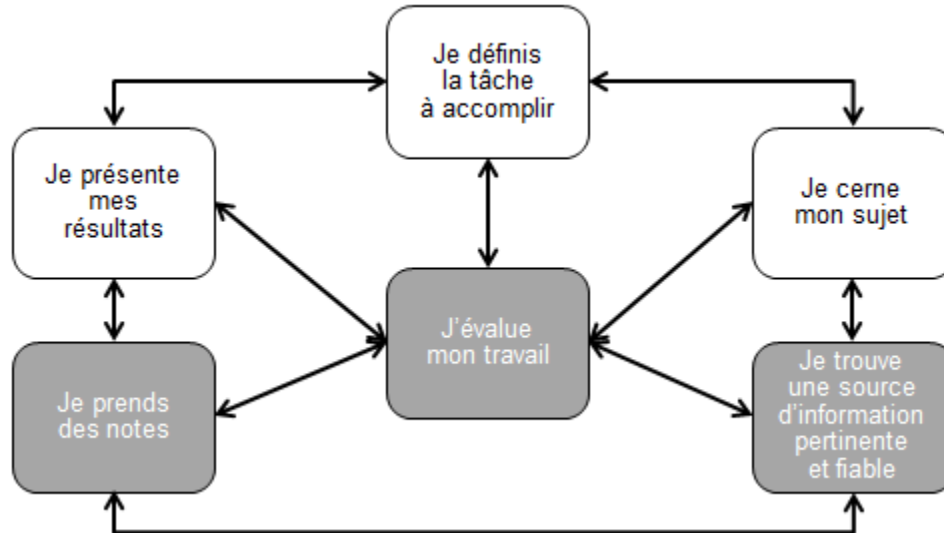 Je définis
la tâche
à accomplir
Je présente
mes
résultats
Je cerne
mon sujet
J'évalue
mon travail
Je prends
des notes
Je trouve
une source
d'information
pertinente
et fiable